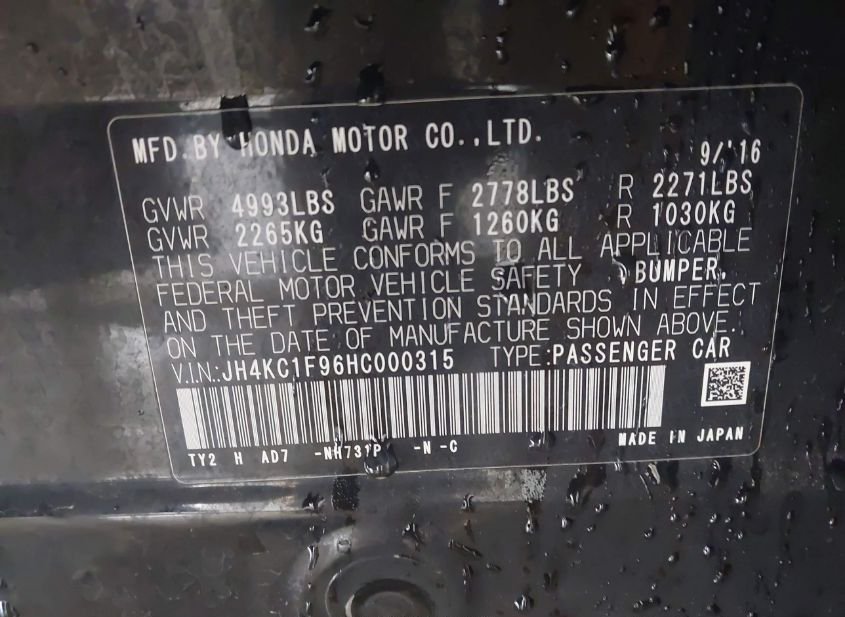 MFD.BY HONDA MOTOR CO.,LTD.
9/'16
GVWR 4993LBS GAWR F 2778LBS R 2271LBS
GVWR 2265KG GAWR F 1260KG R 1030KG
THIS VEHICLE CONFORMS TO ALL APPLICABLE
FEDERAL MOTOR VEHICLE SAFETY ,BUMPER,
AND THEFT PREVENTION STANDARDS IN EFFECT
ON THE DATE OF MANUFACTURE SHOWN ABOVE.
V.IN.:JH4KC1F96HC000315 TYPE:PASSENGER CAR
TY2 H AD7 -NH731P -N -C MADE IN JAPAN